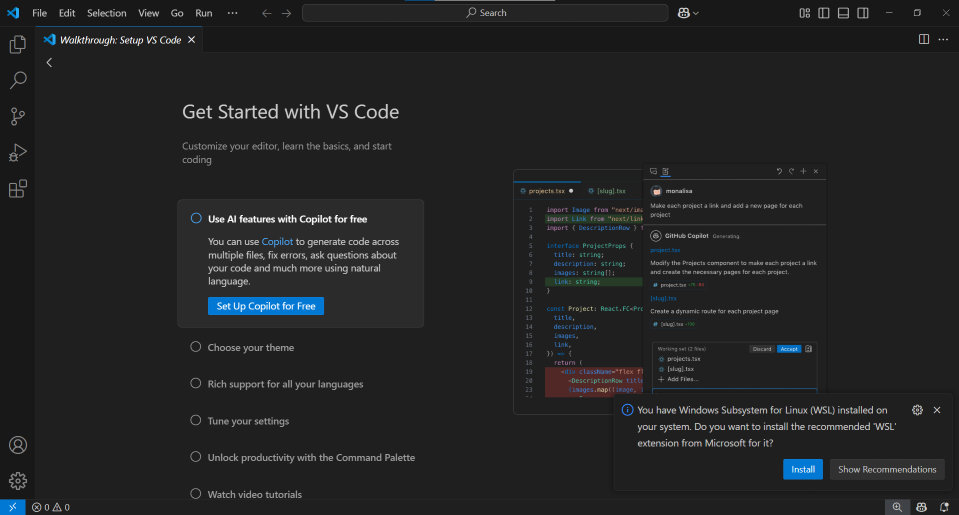 File Edit Selection View Go Run ···
Search
Walkthrough: Setup VS Code
Get Started with VS Code
Customize your editor, learn the basics, and start
coding
Use AI features with Copilot for free
You can use Copilot to generate code across
multiple files, fix errors, ask questions about
your code and much more using natural
language.
Set Up Copilot for Free
Choose your theme
Rich support for all your languages
Tune your settings
Unlock productivity with the Command Palette
Watch video tutorials
projects.tsx
[slug].tsx
1 import Image from "next/ima
2 import Link from "next/link
3 import { DescriptionRow }
4
5 interface ProjectProps {
6 title: string;
7 description: string;
8 images: string[];
9 link: string;
10 }
11
12 const Project: React.FC<Pro
13 title,
14 description,
15 images,
16 link,
17 }) => {
18 return (
19 <div className="flex f
20 <DescriptionRow title
21 {images.map((image,
22
23
monalisa
Make each project a link and add a new page for each
project
GitHub Copilot Generating.
project.tsx
Modify the Projects component to make each project a link
and create the necessary pages for each project.
project.tsx
[slug].tsx
Create a dynamic route for each project page
[slug].tsx
Working set (2 files)
Discard
Accept
projects.tsx
[slug].tsx
+ Add Files...
You have Windows Subsystem for Linux (WSL) installed on
your system. Do you want to install the recommended 'WSL'
extension from Microsoft for it?
Install
Show Recommendations
0 0